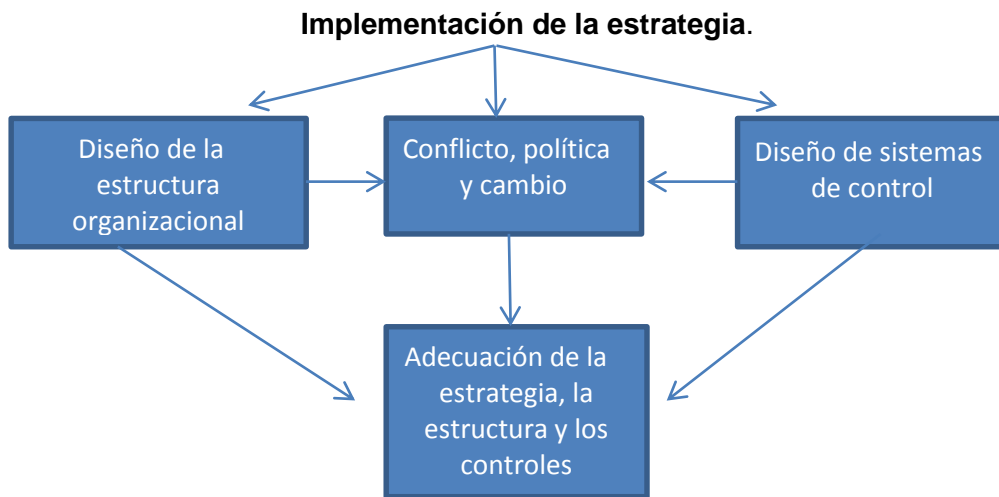 Implementación de la estrategia.
Diseño de la
estructura
organizacional
Conflicto, política
y cambio
Diseño de sistemas
de control
Adecuación de la
estrategia, la
estructura y los
controles